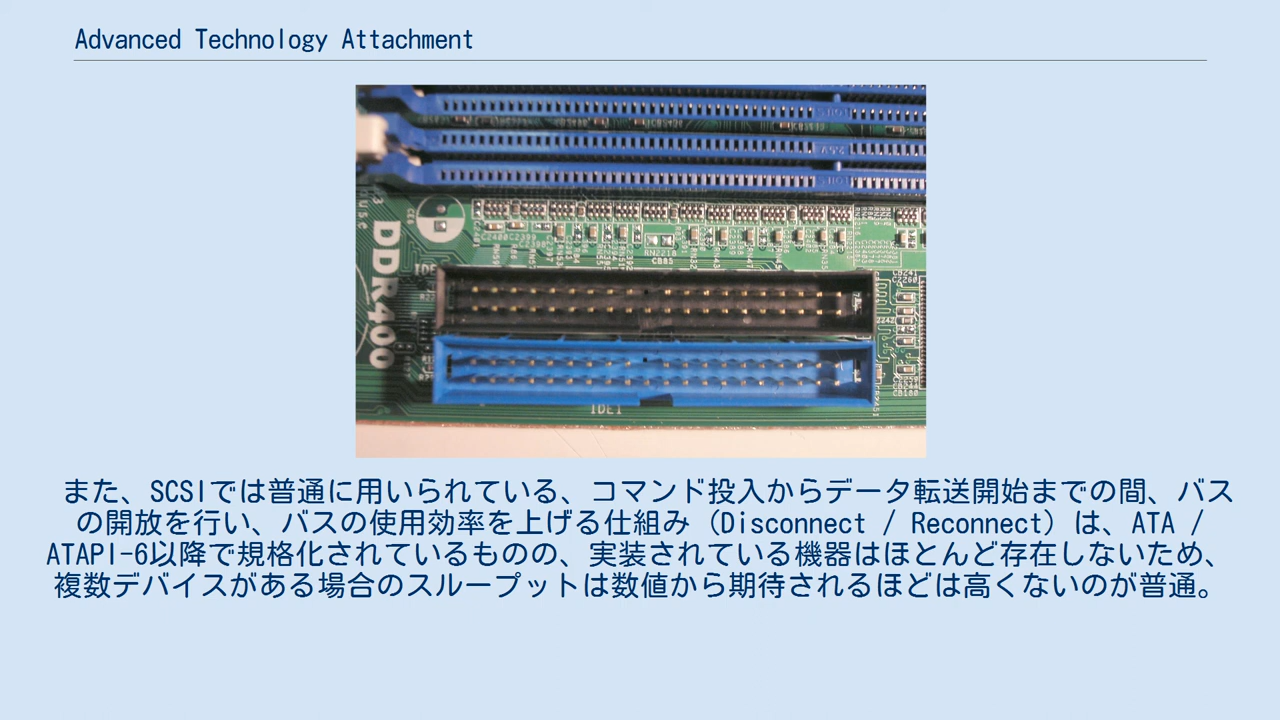 Advanced Technology Attachment
DDR400
IDE1
また、SCSIでは普通に用いられている、コマンド投入からデータ転送開始までの間、バス
の開放を行い、バスの使用効率を上げる仕組み（Disconnect / Reconnect）は、ATA /
ATAPI-6以降で規格化されているものの、実装されている機器はほとんど存在しないため、
複数デバイスがある場合のスループットは数値から期待されるほどは高くないのが普通。